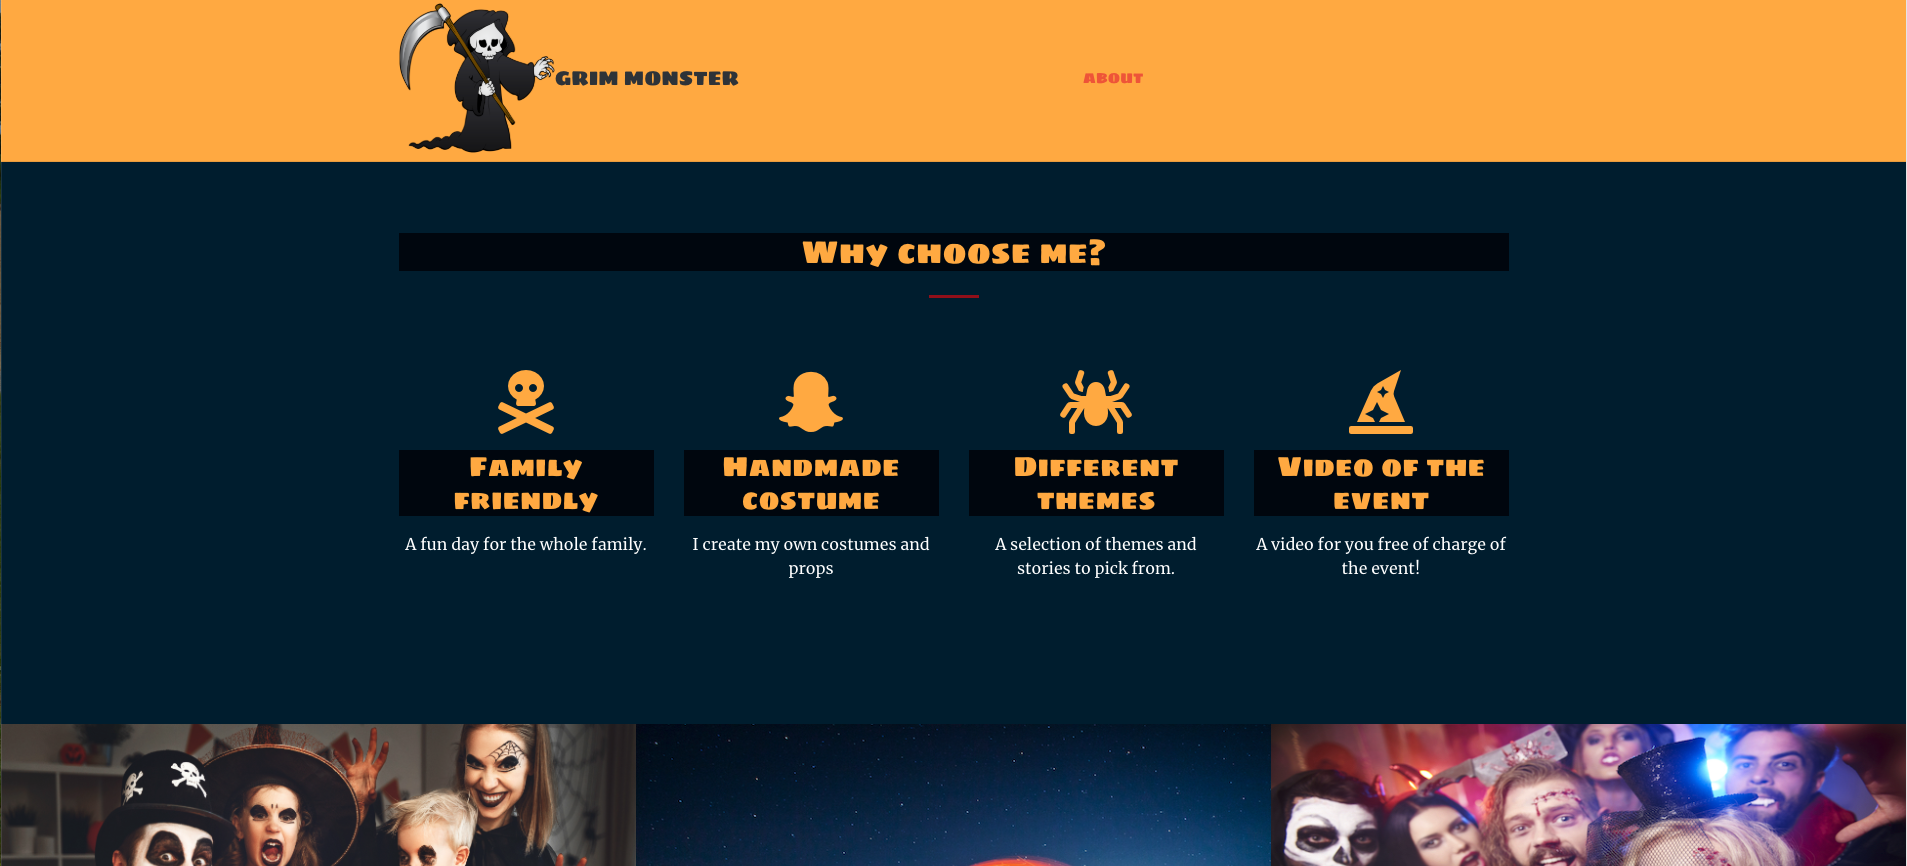 GRIM MONSTER
ABOUT
Why choose me?
Family
friendly
Handmade
costume
Different
themes
Video of the
event
A fun day for the whole family.
I create my own costumes and
props
A selection of themes and
stories to pick from.
A video for you free of charge of
the event!